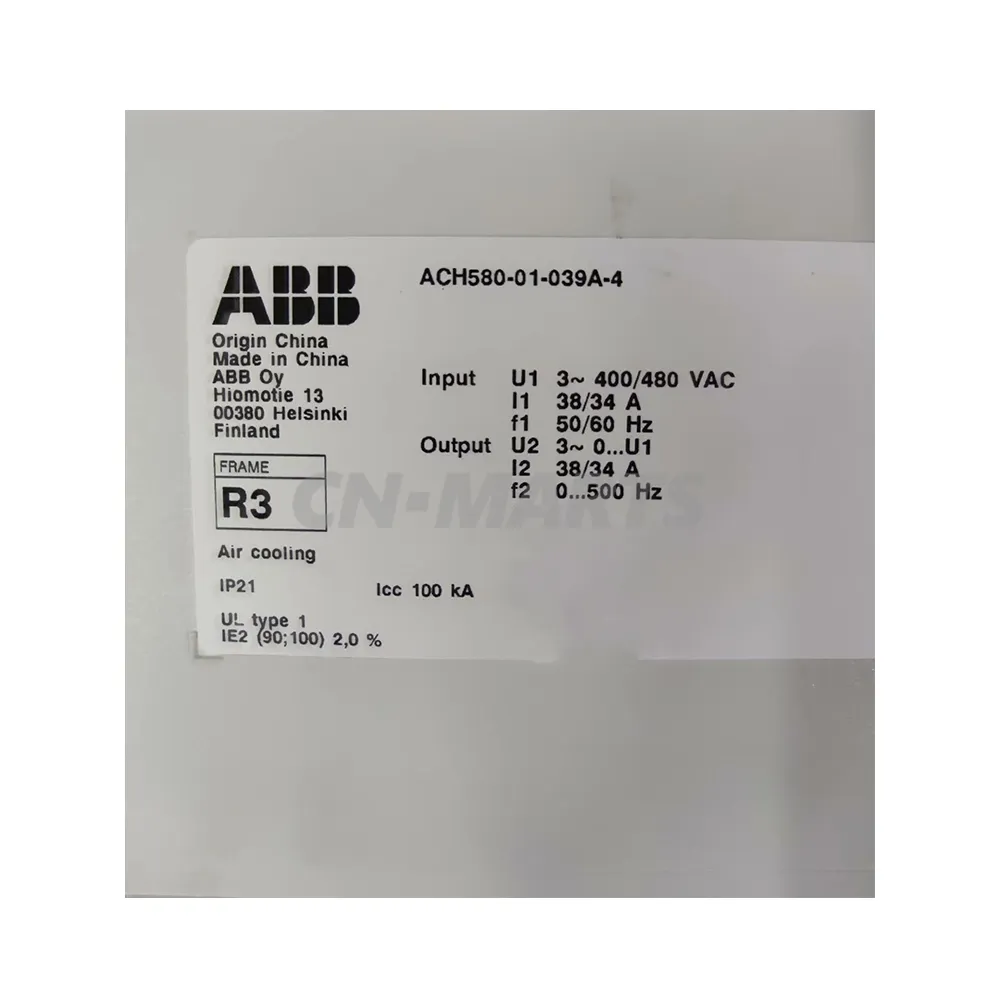 ABB
ACH580-01-039A-4
Origin China
Made in China
ABB Oy
Hiomotie 13
00380 Helsinki
Finland
Input U1 3~ 400/480 VAC
I1 38/34 A
f1 50/60 Hz
Output U2 3~ 0...U1
I2 38/34 A
f2 0...500 Hz
FRAME
R3
CN-MARTS
Air cooling
IP21
Icc 100 kA
UL type 1
IE2 (90;100) 2,0 %